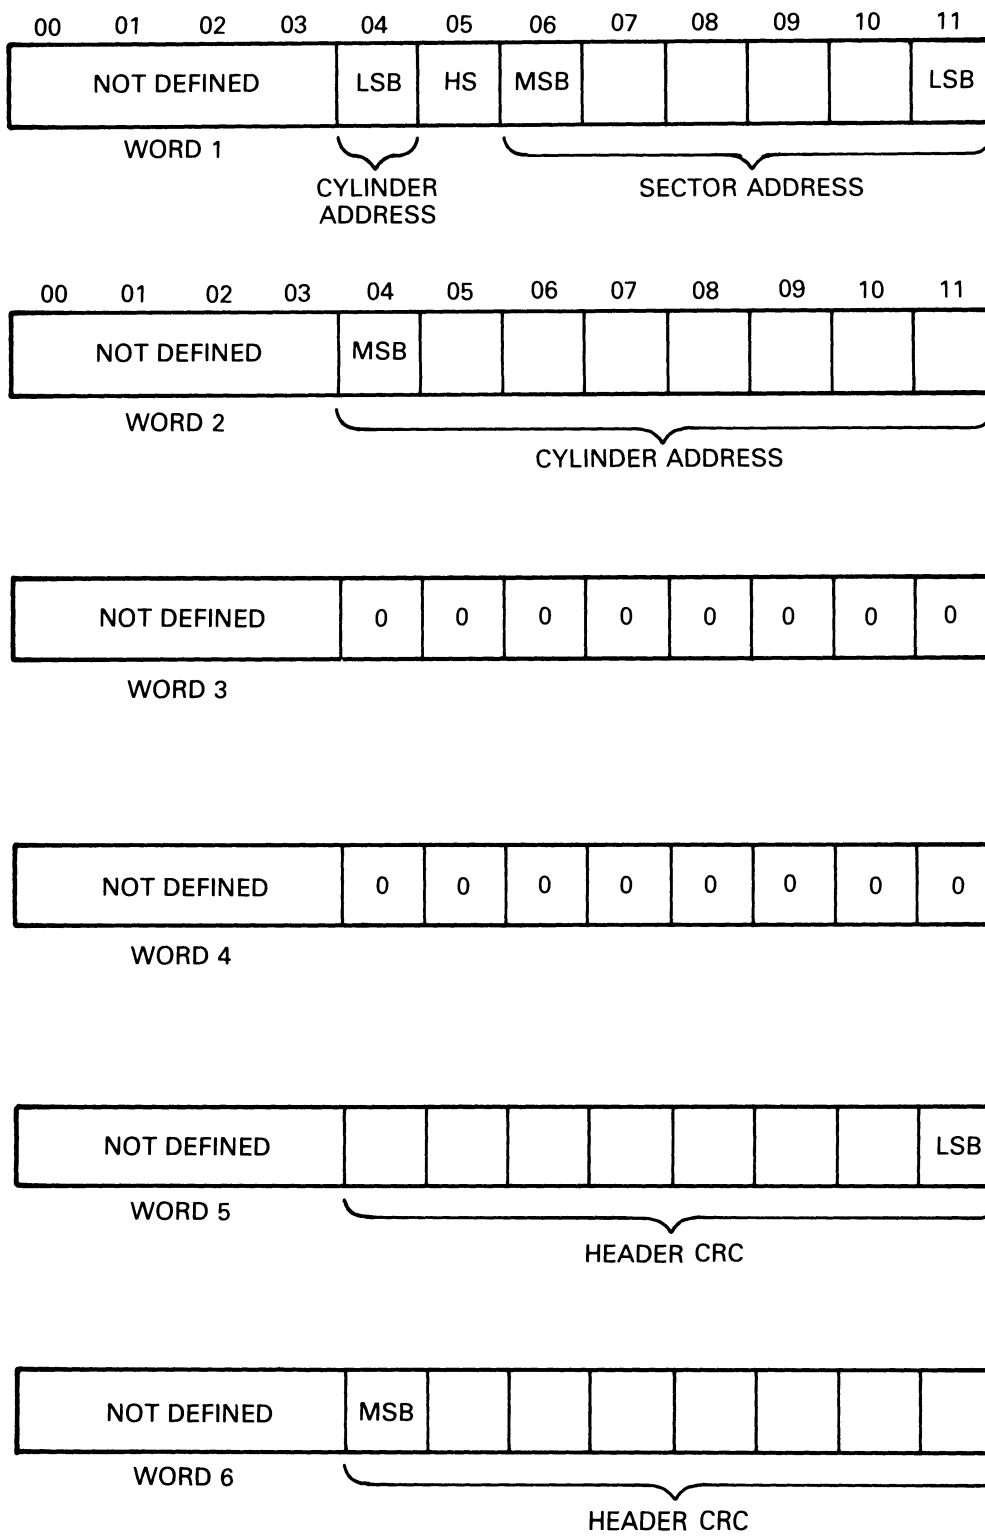 00 01 02 03 04 05 06 07 08 09 10 11
NOT DEFINED LSB HS MSB LSB
WORD 1
CYLINDER
ADDRESS
SECTOR ADDRESS
00 01 02 03 04 05 06 07 08 09 10 11
NOT DEFINED MSB
WORD 2
CYLINDER ADDRESS
NOT DEFINED 0 0 0 0 0 0 0 0
WORD 3
NOT DEFINED 0 0 0 0 0 0 0 0
WORD 4
NOT DEFINED LSB
WORD 5
HEADER CRC
NOT DEFINED MSB
WORD 6
HEADER CRC